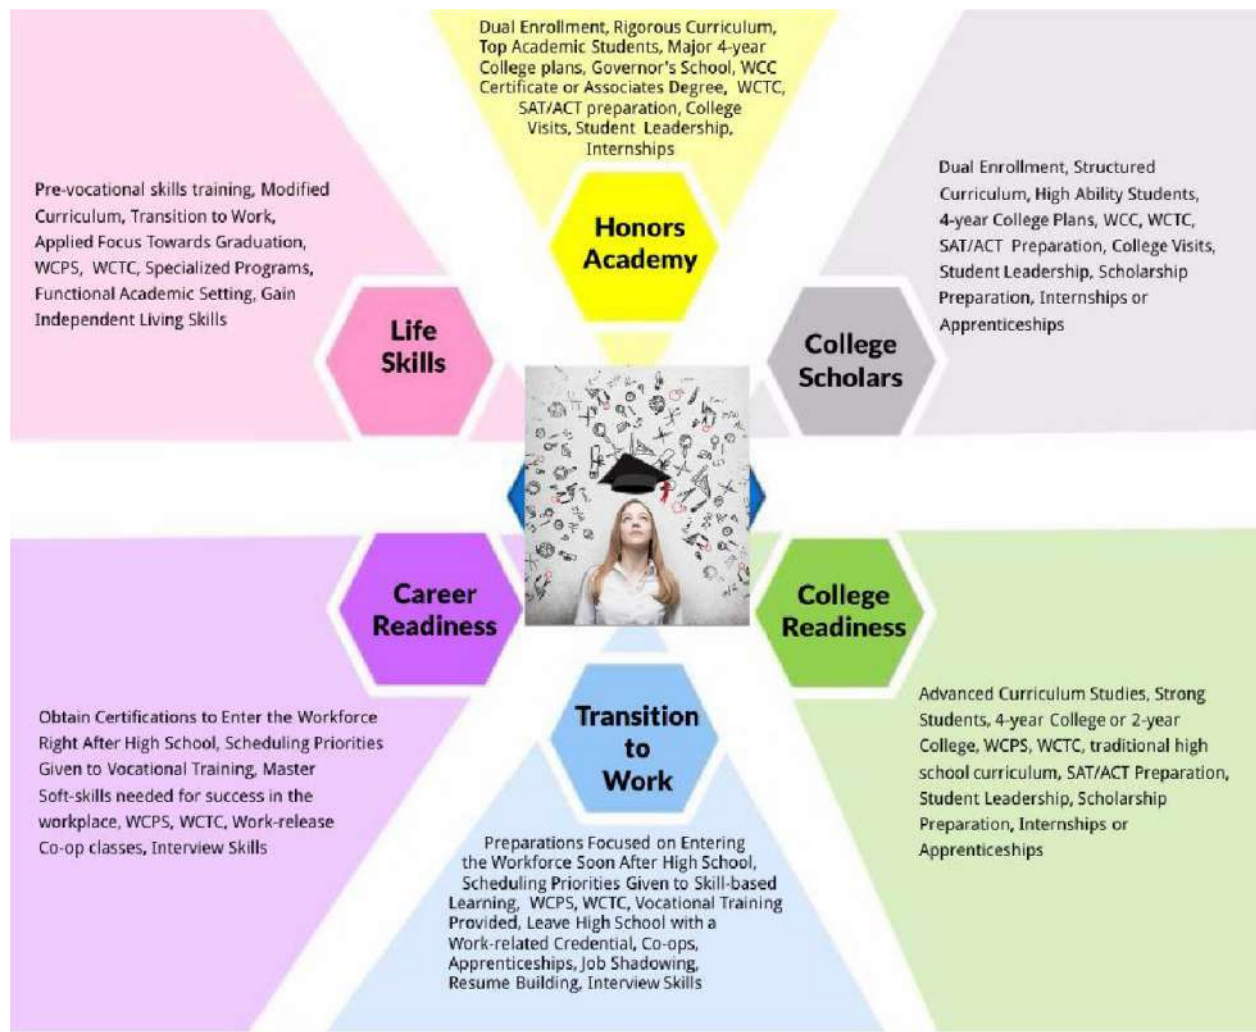 Dual Enrollment, Rigorous Curriculum,
Top Academic Students, Major 4-year
College plans, Governor's School, WCC
Certificate or Associates Degree, WCTC,
SAT/ACT preparation, College
Visits, Student Leadership,
Internships
Honors
Academy
Pre-vocational skills training, Modified
Curriculum, Transition to Work,
Applied Focus Towards Graduation,
WCPS, WCTC, Specialized Programs,
Functional Academic Setting, Gain
Independent Living Skills
Life
Skills
Dual Enrollment, Structured
Curriculum, High Ability Students,
4-year College Plans, WCC, WCTC,
SAT/ACT Preparation, College Visits,
Student Leadership, Scholarship
Preparation, Internships or
Apprenticeships
College
Scholars
Career
Readiness
Obtain Certifications to Enter the Workforce
Right After High School, Scheduling Priorities
Given to Vocational Training, Master
Soft-skills needed for success in the
workplace, WCPS, WCTC, Work-release
Co-op classes, Interview Skills
Transition
to
Work
Preparations Focused on Entering
the Workforce Soon After High School,
Scheduling Priorities Given to Skill-based
Learning, WCPS, WCTC, Vocational Training
Provided, Leave High School with a
Work-related Credential, Co-ops,
Apprenticeships, Job Shadowing,
Resume Building, Interview Skills
College
Readiness
Advanced Curriculum Studies, Strong
Students, 4-year College or 2-year
College, WCPS, WCTC, traditional high
school curriculum, SAT/ACT Preparation,
Student Leadership, Scholarship
Preparation, Internships or
Apprenticeships